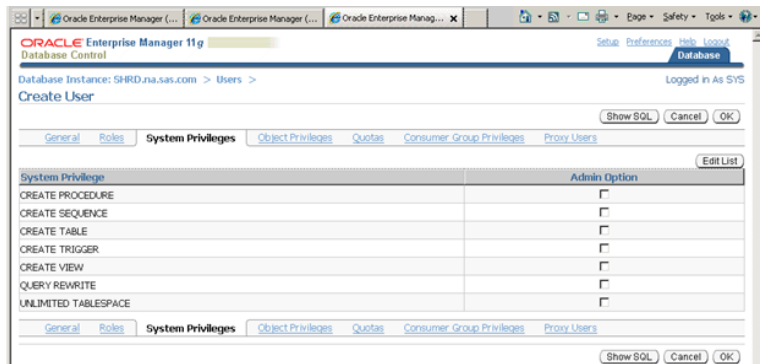 Oracle Enterprise Manager (... Oracle Enterprise Manager (... Oracle Enterprise Manag... x Page Safety Tools
ORACLE Enterprise Manager 11g Setup Preferences Help Logout
Database Control Database
Database Instance: SHRD.na.sas.com > Users > Logged in As SYS
Create User
Show SQL Cancel OK
General Roles System Privileges Object Privileges Quotas Consumer Group Privileges Proxy Users
Edit List
System Privilege Admin Option
CREATE PROCEDURE
CREATE SEQUENCE
CREATE TABLE
CREATE TRIGGER
CREATE VIEW
QUERY REWRITE
UNLIMITED TABLESPACE
General Roles System Privileges Object Privileges Quotas Consumer Group Privileges Proxy Users
Show SQL Cancel OK